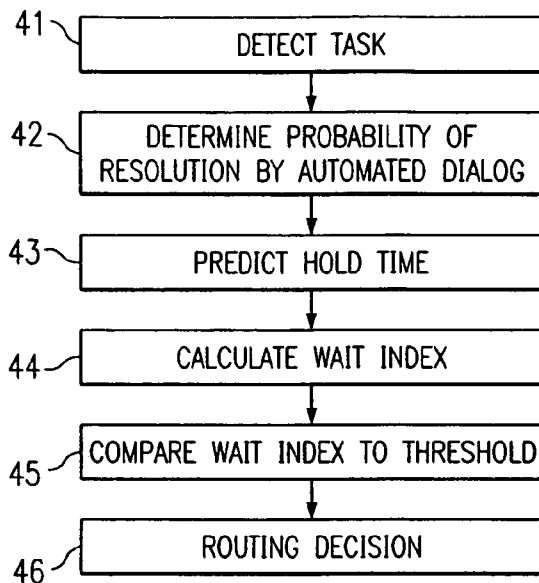 41
DETECT TASK
42
DETERMINE PROBABILITY OF
RESOLUTION BY AUTOMATED DIALOG
43
PREDICT HOLD TIME
44
CALCULATE WAIT INDEX
45
COMPARE WAIT INDEX TO THRESHOLD
46
ROUTING DECISION